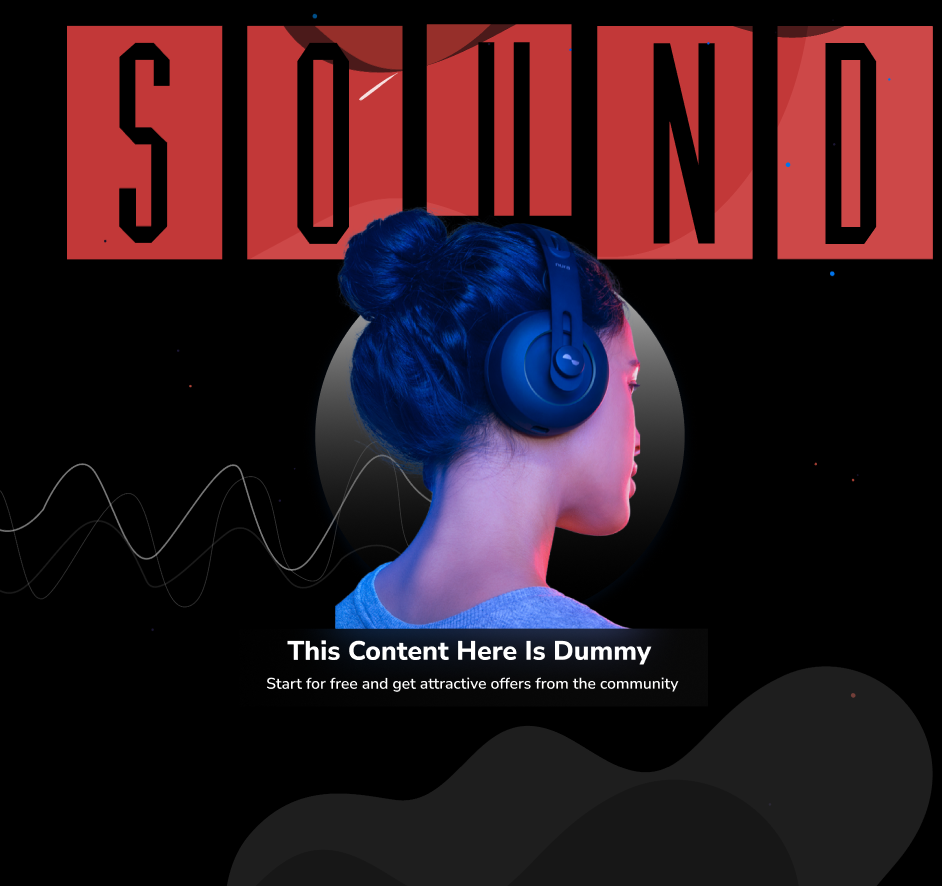 SOUND
This Content Here Is Dummy
Start for free and get attractive offers from the community